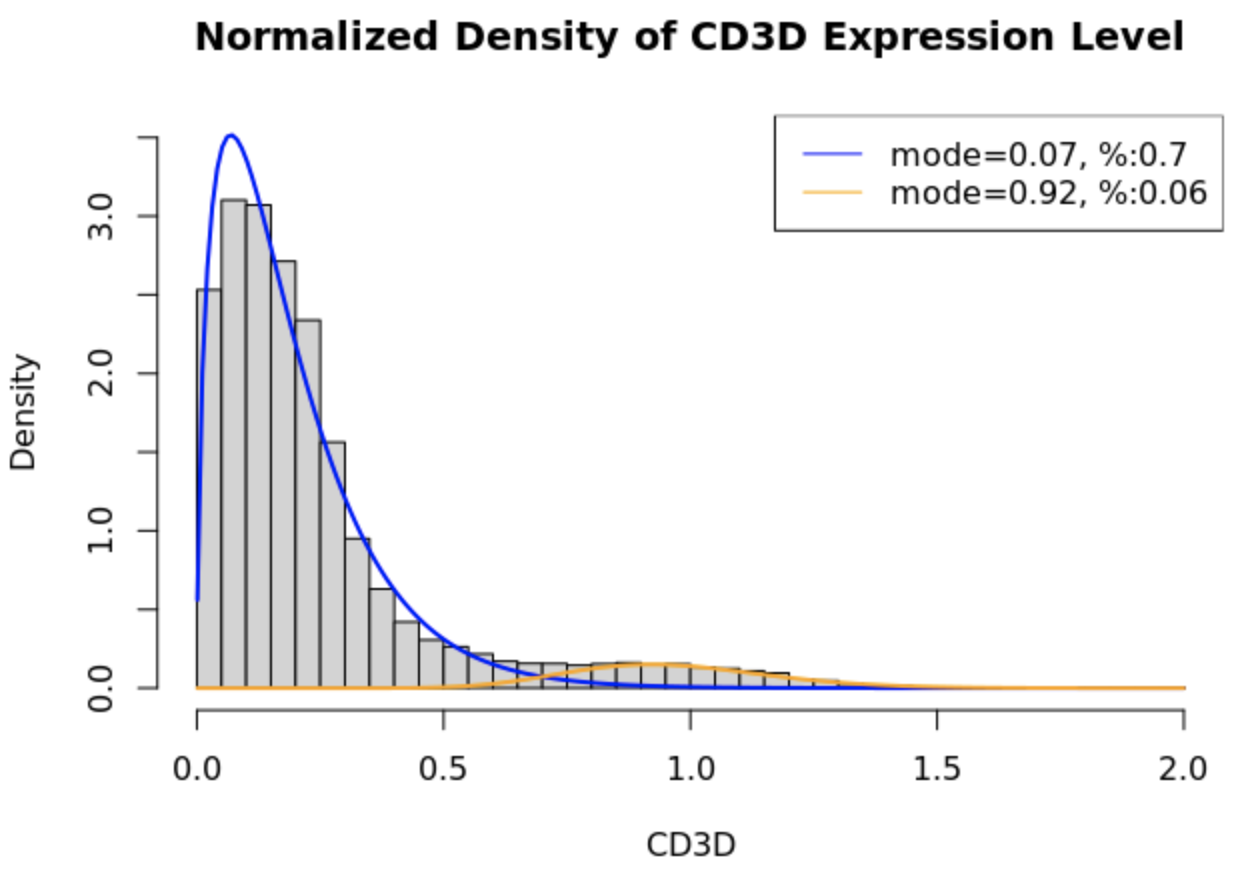 Normalized Density of CD3D Expression Level
mode=0.07, %:0.7
mode=0.92, %:0.06
3.0
2.0
1.0
0.0
Density
0.0 0.5 1.0 1.5 2.0
CD3D